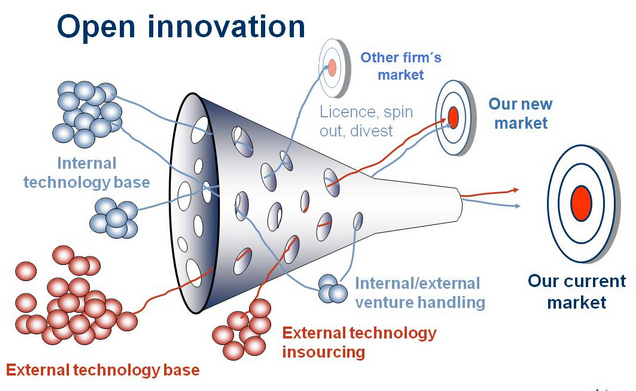 Open innovation
Other firm´s
market
Licence, spin
out, divest
Our new
market
Internal
technology base
Our current
market
Internal/external
venture handling
External technology
insourcing
External technology base